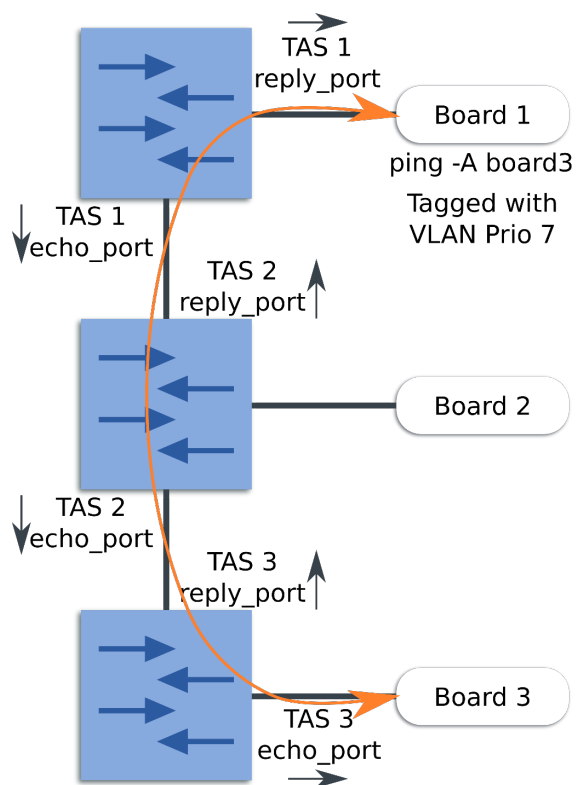 TAS 1
reply_port
Board 1
ping -A board3
Tagged with
VLAN Prio 7
TAS 1
echo_port
TAS 2
reply_port
Board 2
TAS 2
echo_port
TAS 3
reply_port
Board 3
TAS 3
echo_port